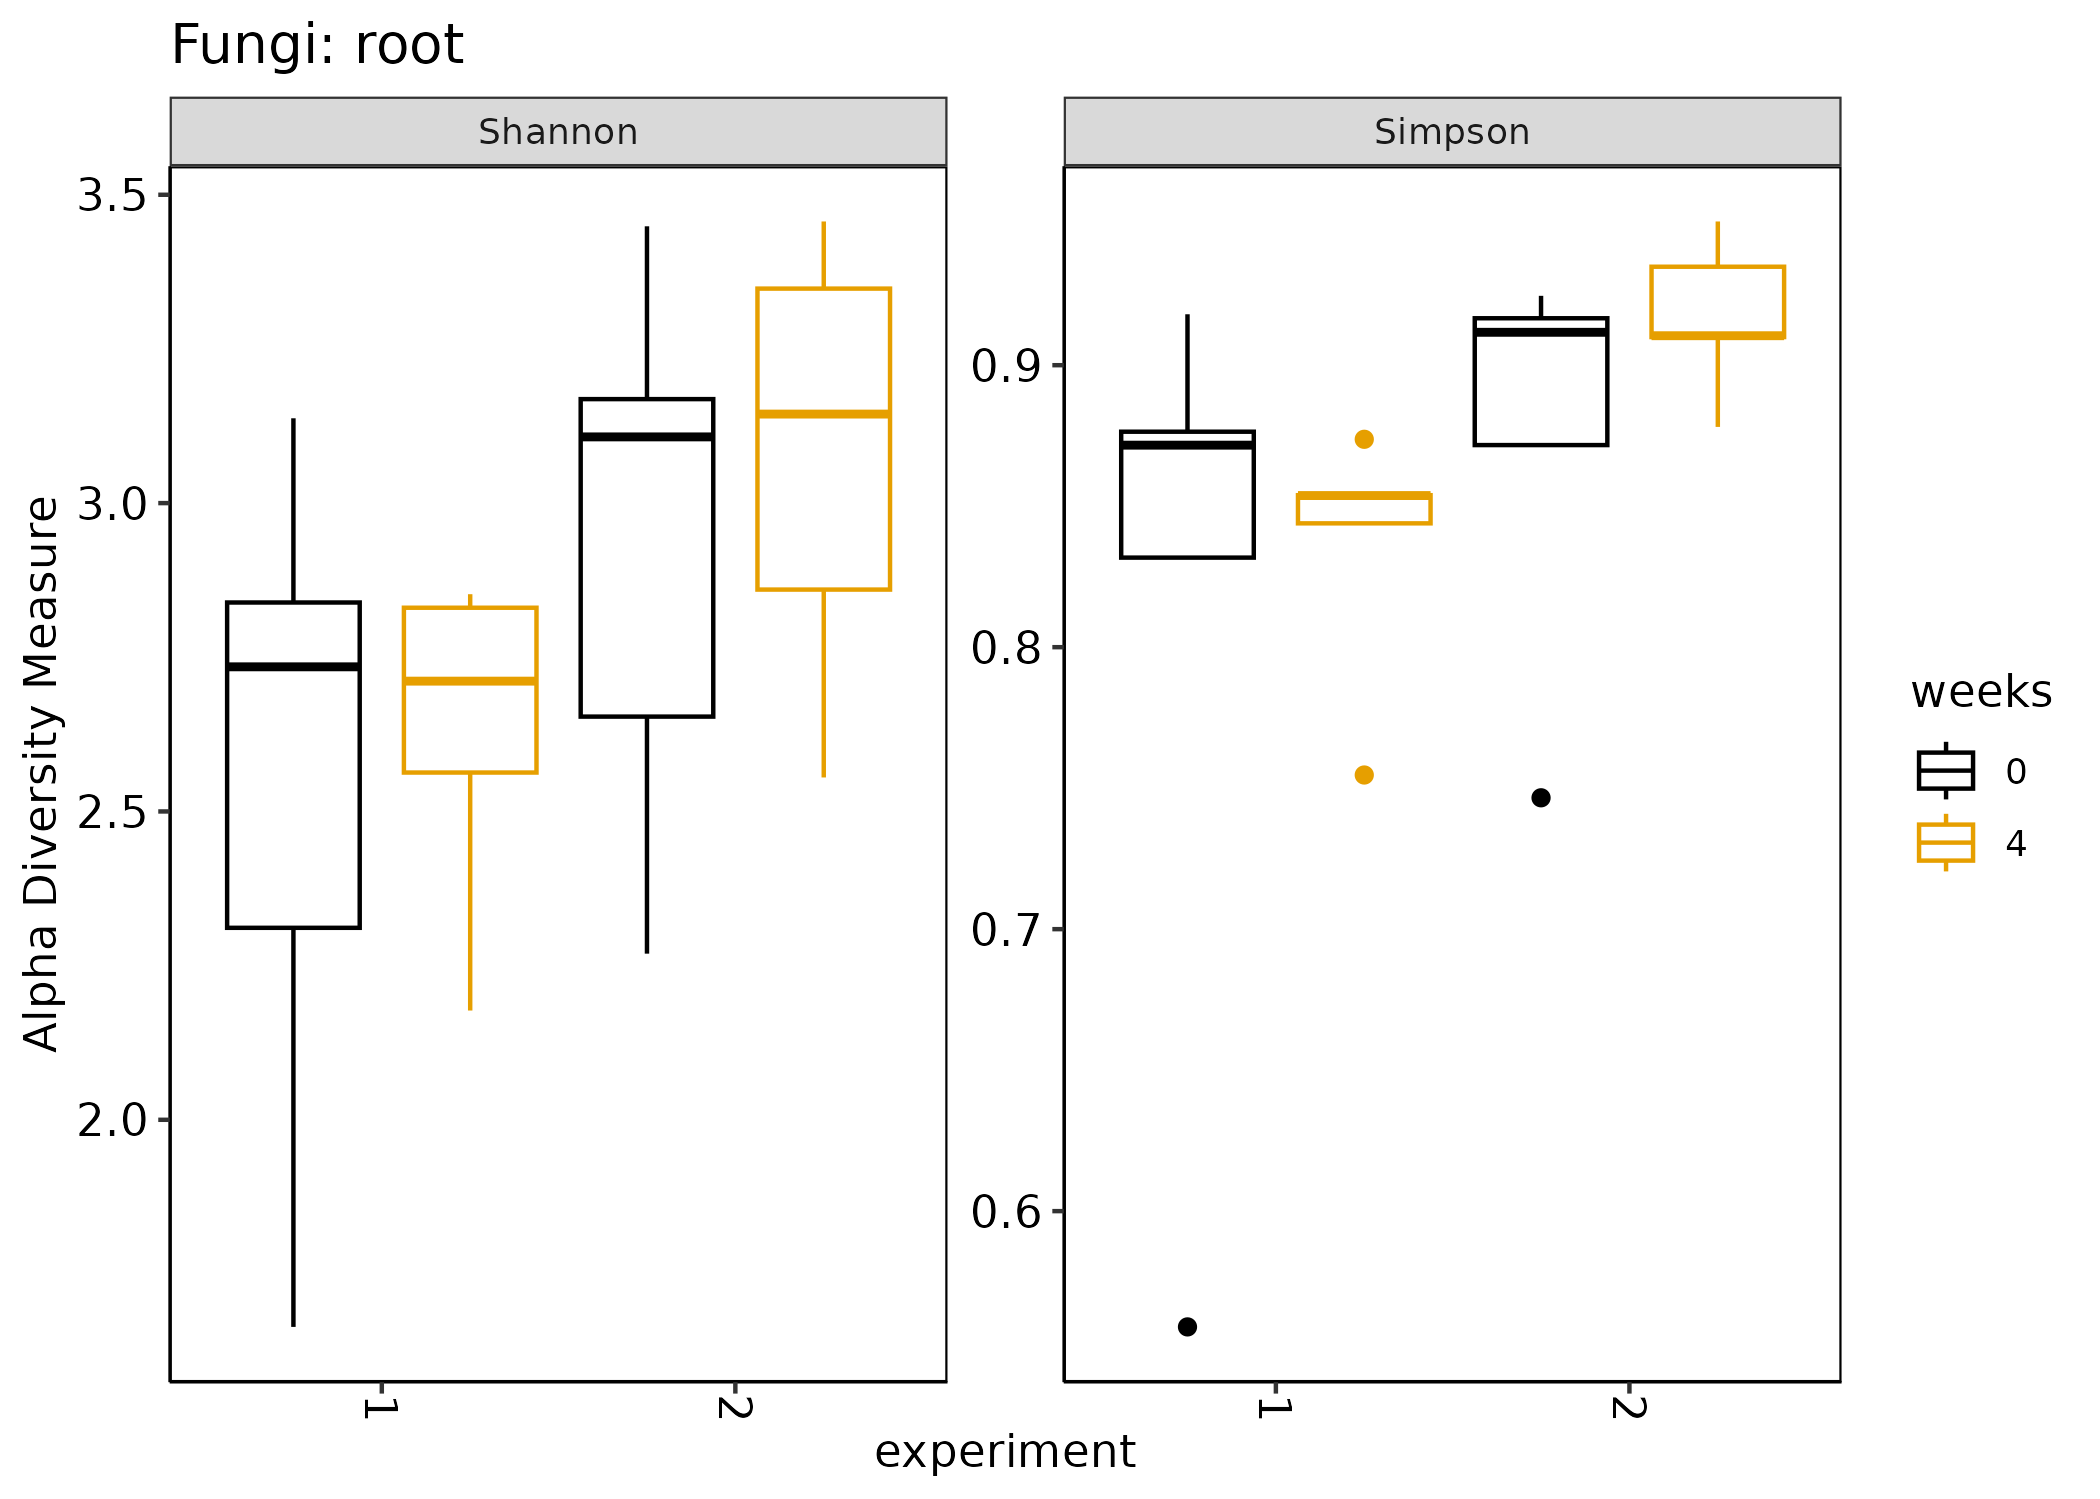 Fungi: root
Shannon
Simpson
Alpha Diversity Measure
3.5
3.0
2.5
2.0
0.9
0.8
0.7
0.6
1
2
1
2
experiment
weeks
0
4